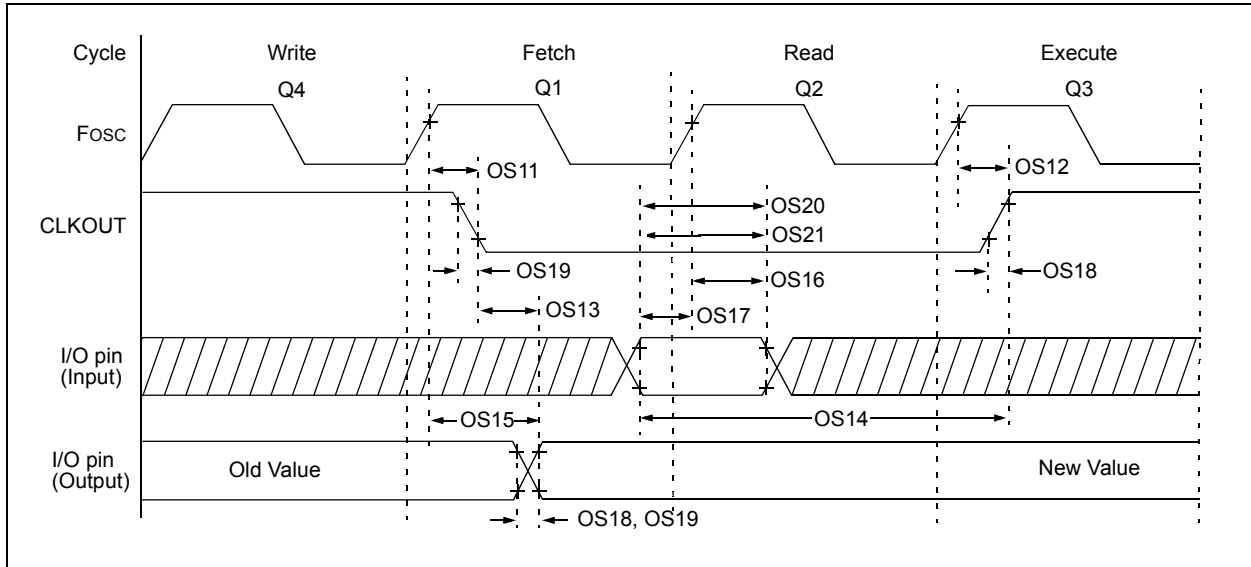 Cycle Write Fetch Read Execute
Q4 Q1 Q2 Q3
Fosc
OS11 OS12
OS20
CLKOUT
OS21
OS19 OS16 OS18
OS13 OS17
I/O pin
(Input)
OS15 OS14
I/O pin
(Output)
Old Value New Value
OS18, OS19